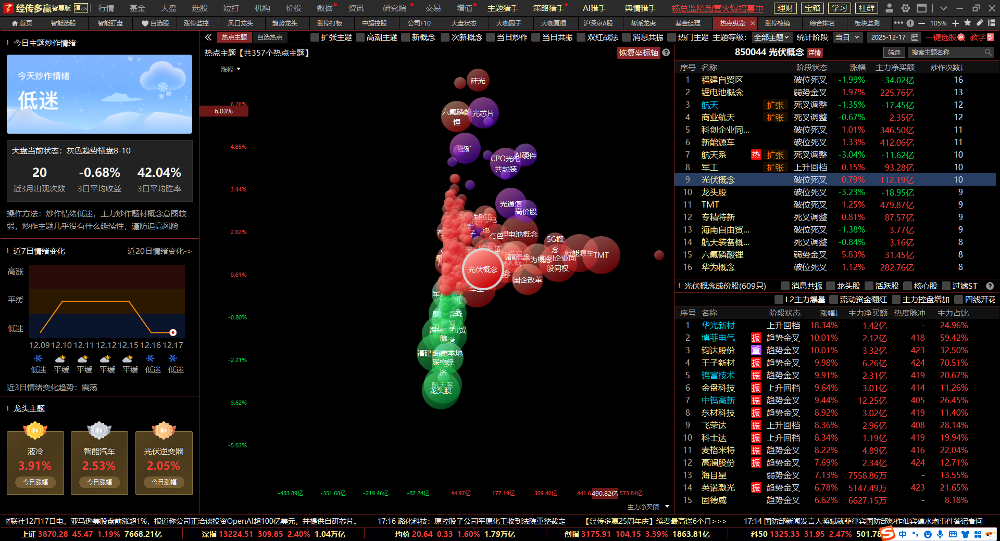 经传多赢 智尊版 演示 行情 基金 大盘 选股 短打 机构 价投 数据 资讯 研究院 交易 增值 主题猎手 策略猎手 AI猎手 舆情猎手 杨总监陪跑营火爆招募中 理财 宝箱 学习 社群
首页 智能选股 智能盯盘 自选股 涨停监控 风口龙头 趋势龙头 涨停打板 中超控股 公司F10 大盘状态 大咖圈子 大咖直播 沪深京A股 帮派龙虎 基金经理 热点纵览 涨停棱镜 综合排名 板块监测 105%
今日主题炒作情绪
今天炒作情绪
低迷
大盘当前状态：灰色趋势横盘8-10
20 -0.68% 42.04%
近3月出现次数 3日平均收益 3日平均胜率
操作方法：炒作情绪低迷，主力炒作题材概念意图较
弱，炒作主题几乎没有什么延续性，谨防追高风险
近7日情绪变化 近20日情绪变化->
高涨
平缓
低迷
12.09 12.10 12.11 12.12 12.15 12.16 12.17
低迷 平缓 平缓 平缓 平缓 低迷 低迷
近3日情绪变化趋势：震荡
龙头主题
液冷 智能汽车 光伏逆变器
3.91% 2.53% 2.05%
今日涨幅 今日涨幅 今日涨幅
热点主题 自选热点 扩张主题 高潮主题 新概念 次新概念 当日炒作 当日共振 双红战法 消息共振 热门主题 主题等级： 全部主题 统计阶段： 当日 2025-12-17 一键选股 教学
热点主题【共357个热点主题】 恢复坐标轴
涨幅
6.26%
6.03%
4.85%
3.44%
2.02%
0.61%
-0.80%
-2.21%
-3.62%
-5.03%
硅光
六氟磷酸锂
光芯片
锂矿
CPO光电共封装
AI硬件
光通信
高价股
锂电池概念
有色
5G概念
新能源车
TMT
储能概念
华为概念
科创企业同股同权
光伏概念
国企改革
军工
海南本地
深空经济
航天系
龙头股
-483.89亿 -351.68亿 -219.46亿 -87.24亿 44.97亿 177.19亿 309.40亿 441.6 490.82亿 573.84亿
主力净买额
850044 光伏概念 详情 筛选 搜索主题名称
序号 名称 阶段状态 涨幅 主力净买额 炒作次数↓
1 福建自贸区 破位死叉 -1.99% -34.02亿 16
2 锂电池概念 弱势金叉 1.97% 225.76亿 13
3 航天 扩张 死叉调整 -1.35% -17.45亿 12
4 商业航天 扩张 死叉调整 -0.67% 2.35亿 12
5 科创企业同... 破位死叉 1.01% 346.50亿 11
6 新能源车 破位死叉 1.33% 412.06亿 11
7 航天系 热 扩张 死叉调整 -3.04% -11.62亿 10
8 军工 扩张 上升回档 0.15% 93.28亿 10
9 光伏概念 破位死叉 0.79% 112.19亿 10
10 龙头股 破位死叉 -3.23% -18.95亿 9
11 TMT 破位死叉 1.25% 479.87亿 9
12 专精特新 死叉调整 0.81% 87.57亿 9
13 海南自由贸... 破位死叉 -1.38% 3.77亿 9
14 航天装备概... 死叉调整 -0.84% 3.16亿 8
15 六氟磷酸锂 弱势金叉 5.83% 31.45亿 8
16 华为概念 破位死叉 1.12% 282.76亿 8
光伏概念成份股(609只) 消息共振 龙头股 活跃股 核心股 过滤ST
L2主力爆量 流动资金翻红 主力控盘增加 四线开花
序号 名称 阶段状态 涨幅↓ 主力净买额 热度脉冲 主力占比
1 华光新材 上升回档 18.34% 1.42亿 - 24.96%
2 博菲电气 振 趋势金叉 10.01% 2.12亿 418 59.42%
3 钧达股份 重 趋势金叉 10.01% 3.32亿 423 32.50%
4 王子新材 振 趋势金叉 9.98% 6.26亿 424 70.51%
5 锦富技术 振 趋势金叉 9.91% 2.31亿 419 20.67%
6 金盘科技 振 上升回档 9.64% 3.01亿 414 11.26%
7 中钨高新 振 趋势金叉 9.44% 12.25亿 405 26.45%
8 东材科技 振 趋势金叉 8.92% 3.02亿 419 11.40%
9 飞荣达 振 上升回档 8.36% 2.96亿 408 28.14%
10 科士达 振 上升回档 8.34% 1.19亿 419 19.94%
11 麦格米特 振 趋势金叉 8.22% 4.89亿 416 22.04%
12 高澜股份 振 趋势金叉 7.69% 2.34亿 424 12.71%
13 海目星 弱势金叉 7.13% 7558.86万 - 13.55%
14 英诺激光 振 趋势金叉 6.78% 5147.49万 423 21.65%
15 固德威 趋势金叉 6.62% 6627.15万 - 8.18%
财联社12月17日电，亚马逊美股盘前涨超1%，报道称公司正洽谈投资OpenAI超100亿美元，并提供自研芯片。 17:16 潞化科技：原控股子公司平原化工收到法院重整裁定 【经传多赢25周年庆】续费最高送6个月>>> 17:14 国防部新闻发言人蒋斌就菲律宾国防部炒作仙宾礁水炮事件答记者问
上证 3870.28 45.47 1.19% 7668.21亿 深指 13224.51 309.85 2.40% 1.04万亿 均价 20.64 0.33 1.60% 1.79万亿 创指 3175.91 104.15 3.39% 1863.81亿 科50 1325.33 31.95 2.47% 501.78
中